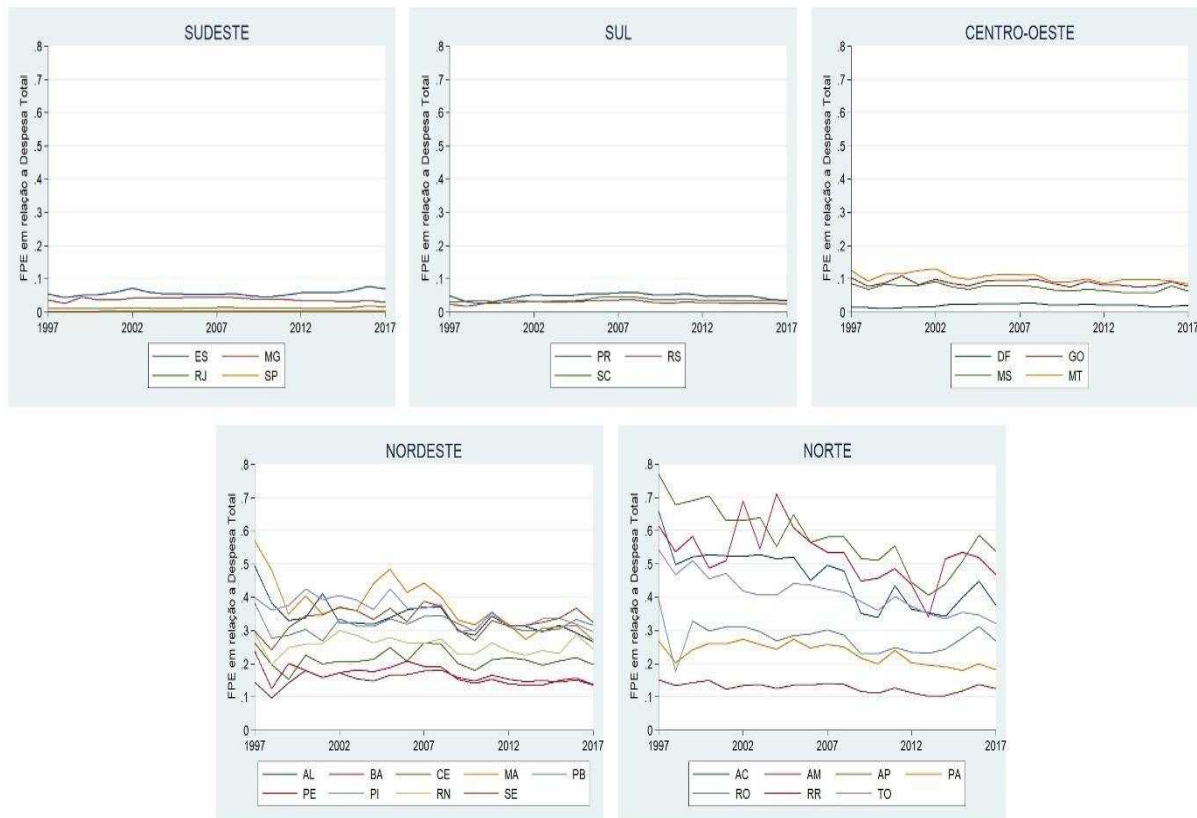 SUDESTE
FPE em relação a Despesa Total
.8
.7
.6
.5
.4
.3
.2
.1
0
1997 2002 2007 2012 2017
ES MG
RJ SP
SUL
FPE em relação a Despesa Total
.8
.7
.6
.5
.4
.3
.2
.1
0
1997 2002 2007 2012 2017
PR RS
SC
CENTRO-OESTE
FPE em relação a Despesa Total
.8
.7
.6
.5
.4
.3
.2
.1
0
1997 2002 2007 2012 2017
DF GO
MS MT
NORDESTE
FPE em relação a Despesa Total
.8
.7
.6
.5
.4
.3
.2
.1
0
1997 2002 2007 2012 2017
AL BA CE MA PB
PE PI RN SE
NORTE
FPE em relação a Despesa Total
.8
.7
.6
.5
.4
.3
.2
.1
0
1997 2002 2007 2012 2017
AC AM AP PA
RO RR TO